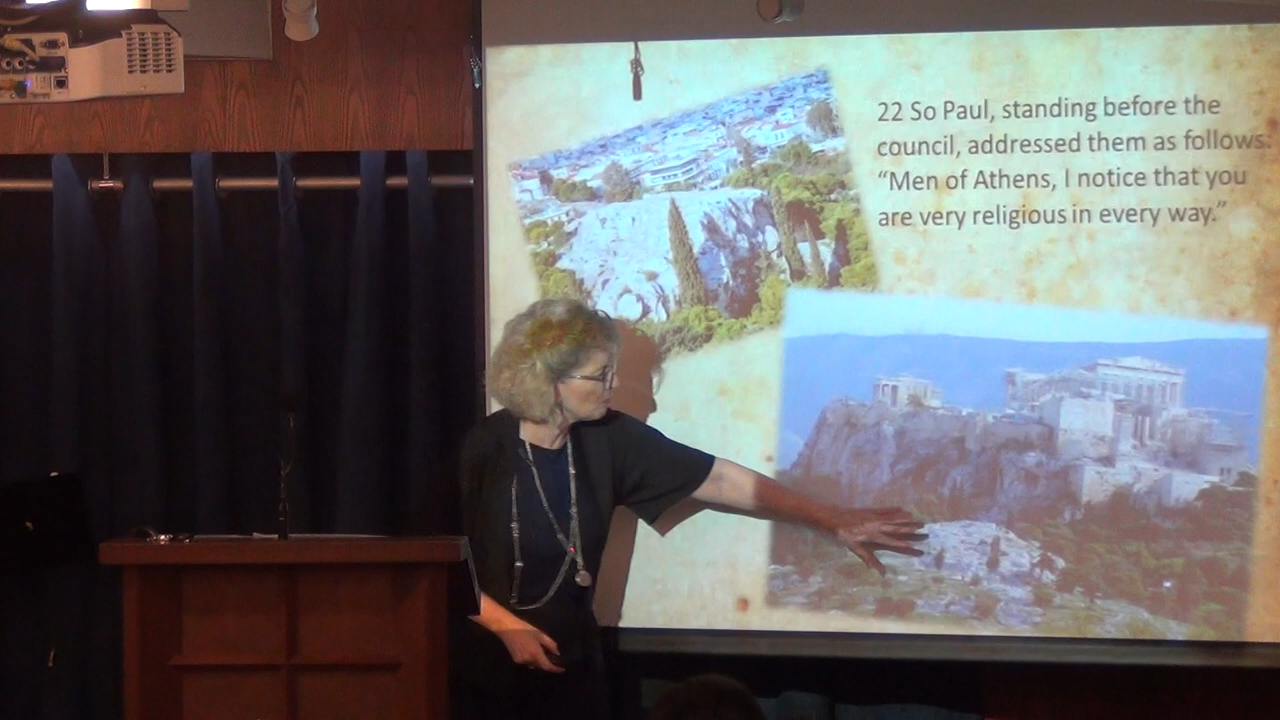 22 So Paul, standing before the
council, addressed them as follows:
“Men of Athens, I notice that you
are very religious in every way.”